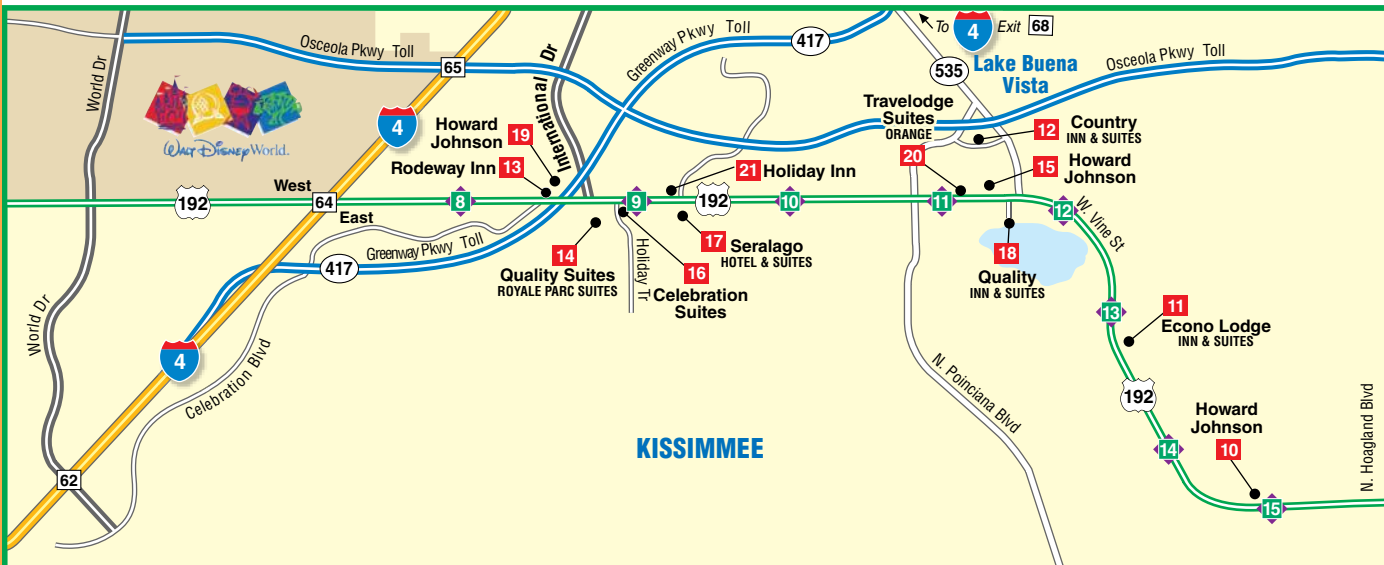 To
4
Exit 68
Osceola Pkwy Toll
65
World Dr
International Dr
Greenway Pkwy Toll
417
535
Lake Buena
Vista
Osceola Pkwy Toll
WALT DISNEY World.
4
Howard
Johnson
19
Rodeway Inn 13
Travelodge
Suites
ORANGE
20
12
Country
INN & SUITES
15
Howard
Johnson
21 Holiday Inn
192
West
64
East
8
9
192
10
11
12
W. Vine St
14
Quality Suites
ROYALE PARC SUITES
17
Seralago
HOTEL & SUITES
16
Celebration
Suites
Holiday Tr
18
Quality
INN & SUITES
Greenway Pkwy Toll
417
4
World Dr
Celebration Blvd
62
KISSIMMEE
N. Poinciana Blvd
13
11
Econo Lodge
INN & SUITES
192
14
Howard
Johnson
10
15
N. Hoagland Blvd